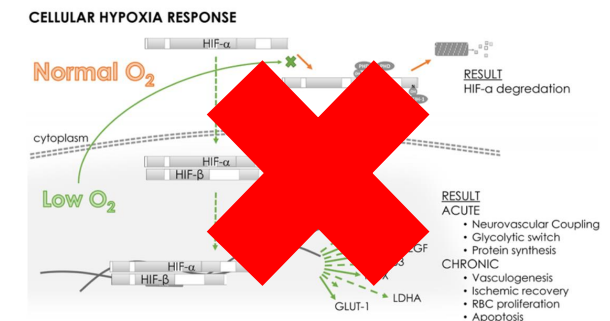 CELLULAR HYPOXIA RESPONSE
HIF-α
Normal O₂
RESULT
HIF-α degredation
cytoplasm
HIF-α
HIF-β
Low O₂
RESULT
ACUTE
• Neurovascular Coupling
• Glycolytic switch
• Protein synthesis
CHRONIC
• Vasculogenesis
• Ischemic recovery
• RBC proliferation
• Apoptosis
HIF-α
HIF-β
LDHA
GLUT-1